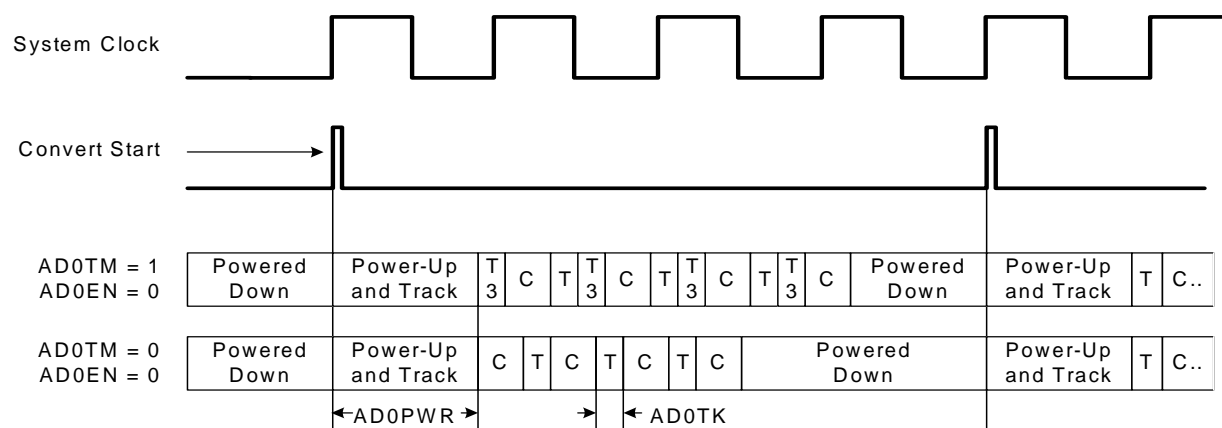 System Clock
Convert Start
AD0TM = 1
AD0EN = 0
Powered
Down
Power-Up
and Track
T
3
C
T
T
3
C
T
T
3
C
T
T
3
C
Powered
Down
Power-Up
and Track
T
C..
AD0TM = 0
AD0EN = 0
Powered
Down
Power-Up
and Track
C
T
C
T
C
T
C
Powered
Down
Power-Up
and Track
T
C..
AD0PWR
AD0TK